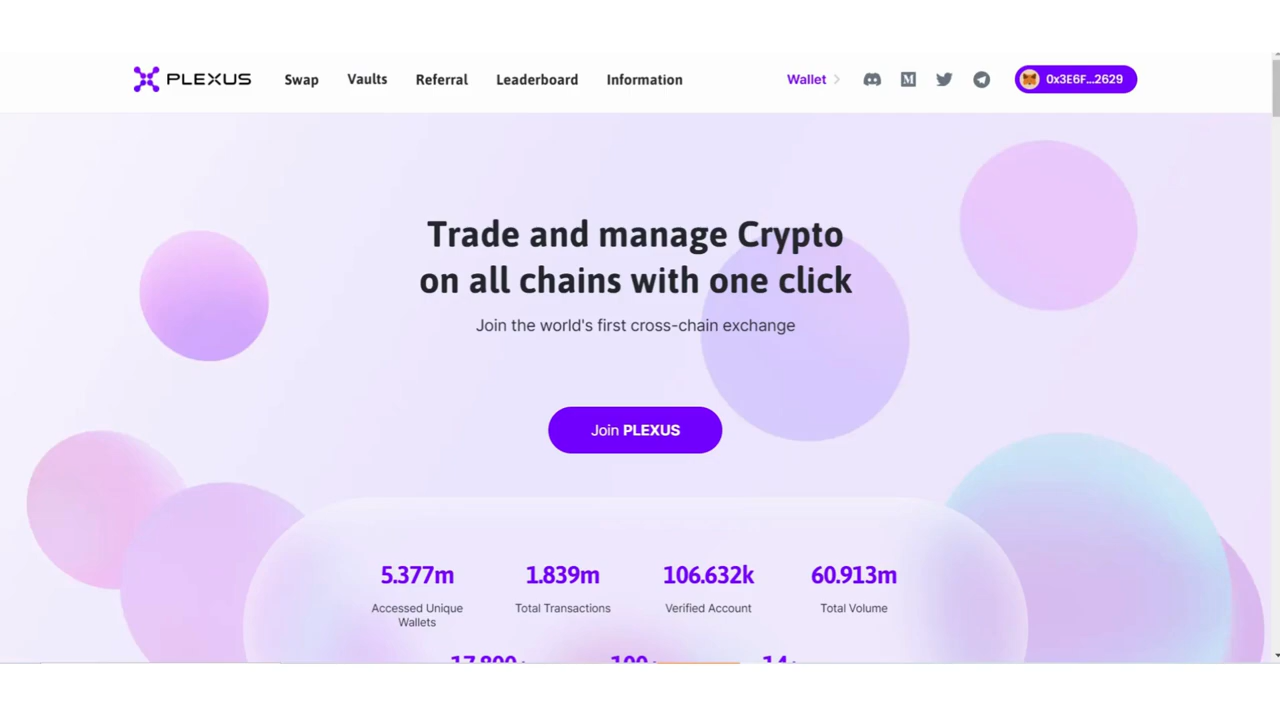 PLEXUS Swap Vaults Referral Leaderboard Information Wallet 0x3E6F...2629
Trade and manage Crypto
on all chains with one click
Join the world's first cross-chain exchange
Join PLEXUS
5.377m 1.839m 106.632k 60.913m
Accessed Unique Total Transactions Verified Account Total Volume
Wallets